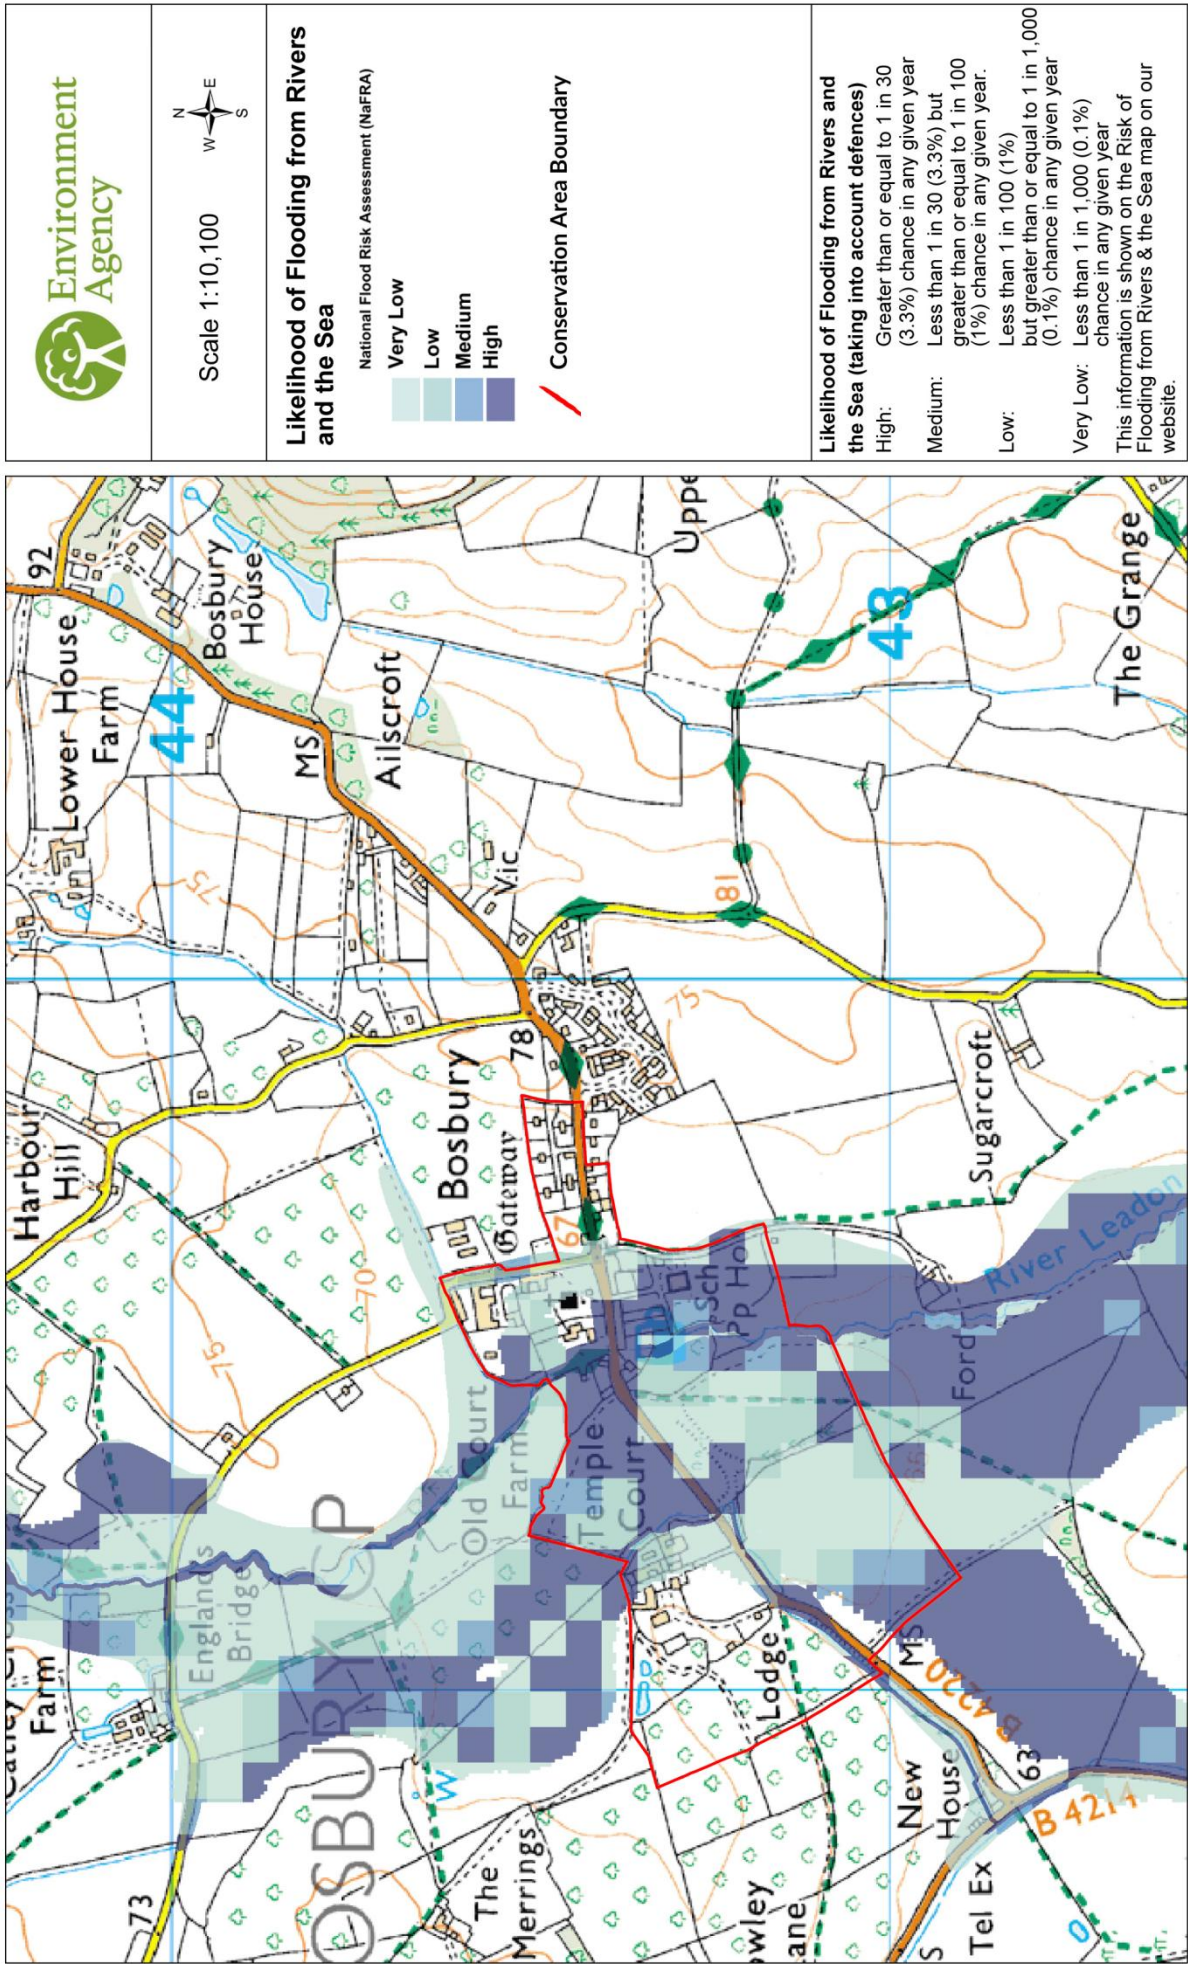 Environment
Agency
Scale 1:10,100
N
W
E
S
Likelihood of Flooding from Rivers
and the Sea
National Flood Risk Assessment (NaFRA)
Very Low
Low
Medium
High
Conservation Area Boundary
Likelihood of Flooding from Rivers and
the Sea (taking into account defences)
High: Greater than or equal to 1 in 30
(3.3%) chance in any given year
Medium: Less than 1 in 30 (3.3%) but
greater than or equal to 1 in 100
(1%) chance in any given year.
Low: Less than 1 in 100 (1%)
but greater than or equal to 1 in 1,000
(0.1%) chance in any given year
Very Low: Less than 1 in 1,000 (0.1%)
chance in any given year
This information is shown on the Risk of
Flooding from Rivers & the Sea map on our
website.
73
Farm
Englands
Bridge
Harbour
Hill
Lower House
Farm
44
92
Bosbury
House
75
75
70
MS
Ailscroft
OSBURY CP
W
The
Merrings
Old Court
Farm
Bosbury
Gateway
78
Vic
67
Temple
Court
Sch
PH
Upp
75
81
Lodge
wley
ane
MS
B 4220
New
House
63
B 4214
Tel Ex
S
Ford
River Leadon
Sugarcroft
43
The Grange